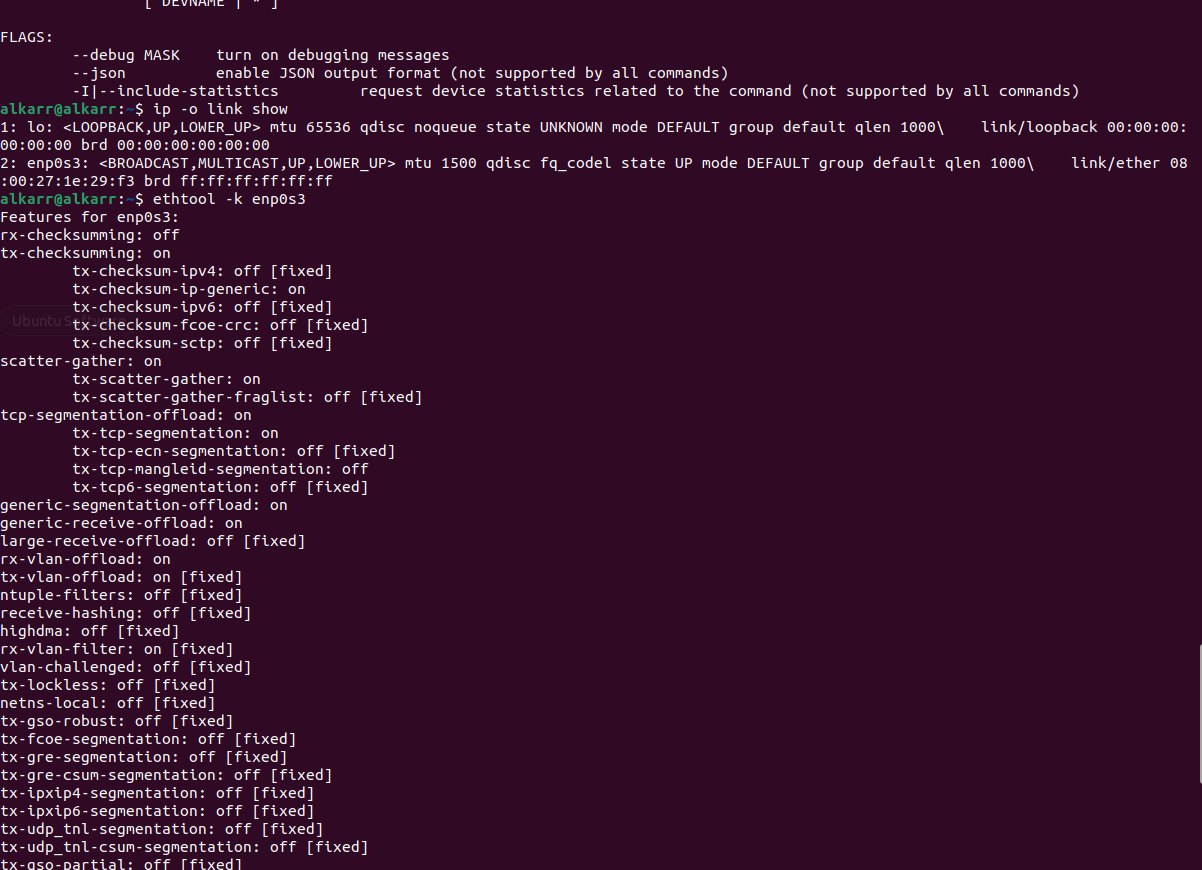 [ DEVNAME | * ]
FLAGS:
        --debug MASK    turn on debugging messages
        --json          enable JSON output format (not supported by all commands)
        -I|--include-statistics         request device statistics related to the command (not supported by all commands)
alkarr@alkarr:~$ ip -o link show
1: lo: <LOOPBACK,UP,LOWER_UP> mtu 65536 qdisc noqueue state UNKNOWN mode DEFAULT group default qlen 1000\    link/loopback 00:00:00:
00:00:00 brd 00:00:00:00:00:00
2: enp0s3: <BROADCAST,MULTICAST,UP,LOWER_UP> mtu 1500 qdisc fq_codel state UP mode DEFAULT group default qlen 1000\    link/ether 08
:00:27:1e:29:f3 brd ff:ff:ff:ff:ff:ff
alkarr@alkarr:~$ ethtool -k enp0s3
Features for enp0s3:
rx-checksumming: off
tx-checksumming: on
        tx-checksum-ipv4: off [fixed]
        tx-checksum-ip-generic: on
        tx-checksum-ipv6: off [fixed]
Ubuntu Software
        tx-checksum-fcoe-crc: off [fixed]
        tx-checksum-sctp: off [fixed]
scatter-gather: on
        tx-scatter-gather: on
        tx-scatter-gather-fraglist: off [fixed]
tcp-segmentation-offload: on
        tx-tcp-segmentation: on
        tx-tcp-ecn-segmentation: off [fixed]
        tx-tcp-mangleid-segmentation: off
        tx-tcp6-segmentation: off [fixed]
generic-segmentation-offload: on
generic-receive-offload: on
large-receive-offload: off [fixed]
rx-vlan-offload: on
tx-vlan-offload: on [fixed]
ntuple-filters: off [fixed]
receive-hashing: off [fixed]
highdma: off [fixed]
rx-vlan-filter: on [fixed]
vlan-challenged: off [fixed]
tx-lockless: off [fixed]
netns-local: off [fixed]
tx-gso-robust: off [fixed]
tx-fcoe-segmentation: off [fixed]
tx-gre-segmentation: off [fixed]
tx-gre-csum-segmentation: off [fixed]
tx-ipxip4-segmentation: off [fixed]
tx-ipxip6-segmentation: off [fixed]
tx-udp_tnl-segmentation: off [fixed]
tx-udp_tnl-csum-segmentation: off [fixed]
tx-gso-partial: off [fixed]